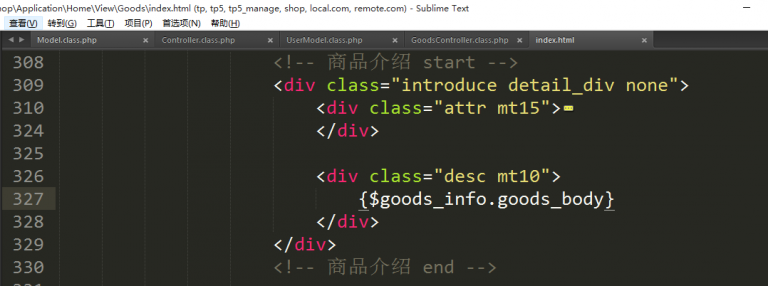 hop\Application\Home\View\Goods\index.html (tp, tp5, tp5_manage, shop, local.com, remote.com) - Sublime Text
查看(V) 转到(G) 工具(T) 项目(P) 首选项(N) 帮助(H)
Model.class.php × Controller.class.php × UserModel.class.php × GoodsController.class.php × index.html ×
308 <!-- 商品介绍 start -->
309 <div class="introduce detail_div none">
310 <div class="attr mt15">
324 </div>
325
326 <div class="desc mt10">
327 {$goods_info.goods_body}
328 </div>
329 </div>
330 <!-- 商品介绍 end -->